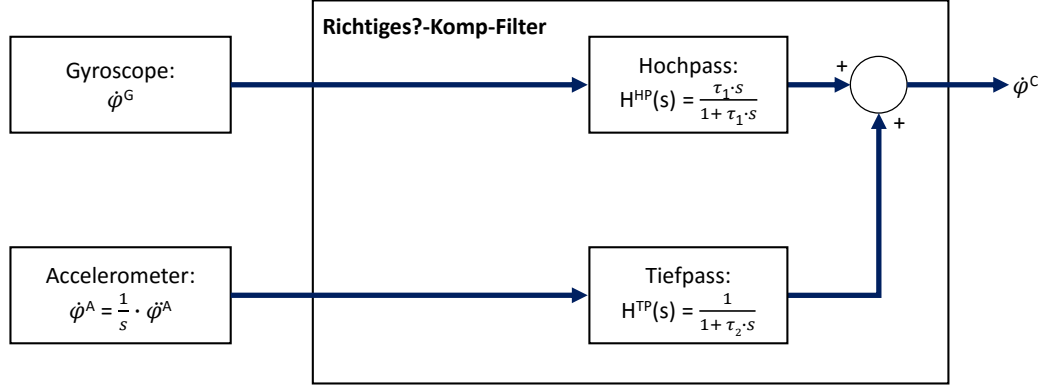 Richtiges?-Komp-Filter
Gyroscope:
φ̇ᴳ
Hochpass:
Hᴴᴾ(s) = τ₁·s / 1 + τ₁·s
+
+
φ̇ᶜ
Accelerometer:
φ̇ᴬ = 1/s · φ̈ᴬ
Tiefpass:
Hᵀᴾ(s) = 1 / 1 + τ₂·s